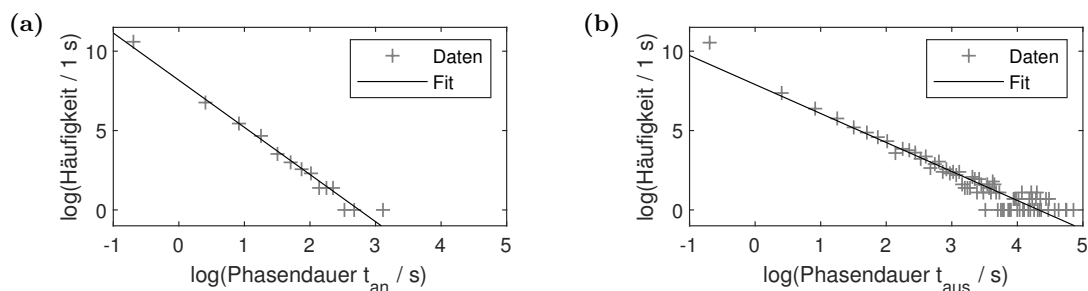 (a)
log(Häufigkeit / 1 s)
10
5
0
Daten
Fit
-1 0 1 2 3 4 5
log(Phasendauer t_an / s)
(b)
log(Häufigkeit / 1 s)
10
5
0
Daten
Fit
-1 0 1 2 3 4 5
log(Phasendauer t_aus / s)